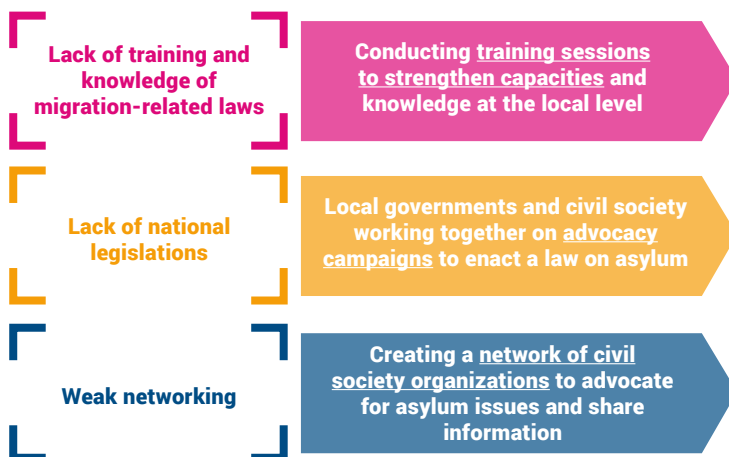 Lack of training and
knowledge of
migration-related laws
Conducting training sessions
to strengthen capacities and
knowledge at the local level
Lack of national
legislations
Local governments and civil society
working together on advocacy
campaigns to enact a law on asylum
Weak networking
Creating a network of civil
society organizations to advocate
for asylum issues and share
information